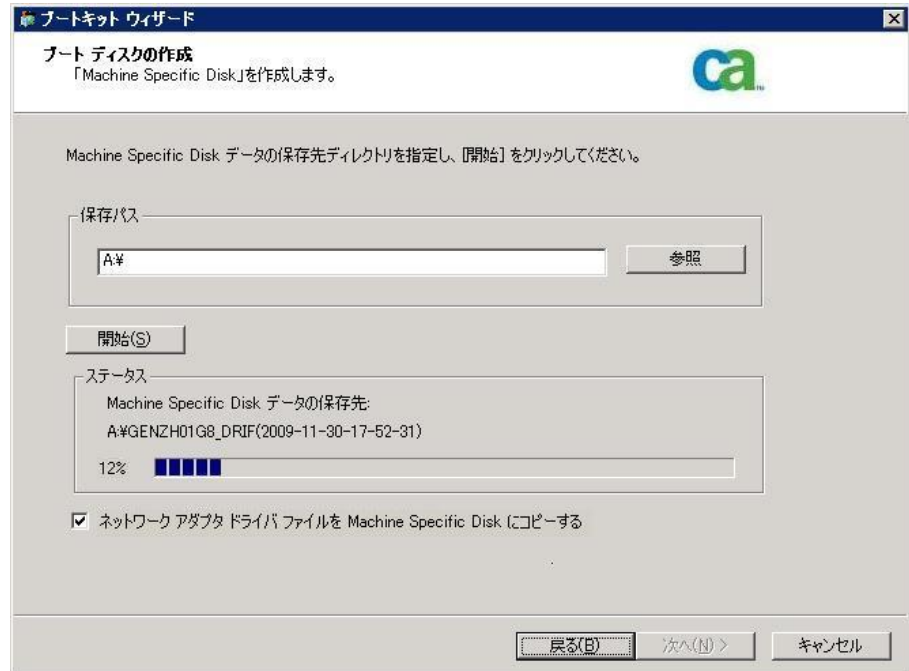 ブートキット ウィザード
ブート ディスクの作成
「Machine Specific Disk」を作成します。
ca
Machine Specific Disk データの保存先ディレクトリを指定し、[開始] をクリックしてください。
保存パス
A:¥
参照
開始(S)
ステータス
Machine Specific Disk データの保存先:
A:¥GENZH01G8_DRIF(2009-11-30-17-52-31)
12%
ネットワーク アダプタ ドライバ ファイルを Machine Specific Disk にコピーする
戻る(B)
次へ(N) >
キャンセル